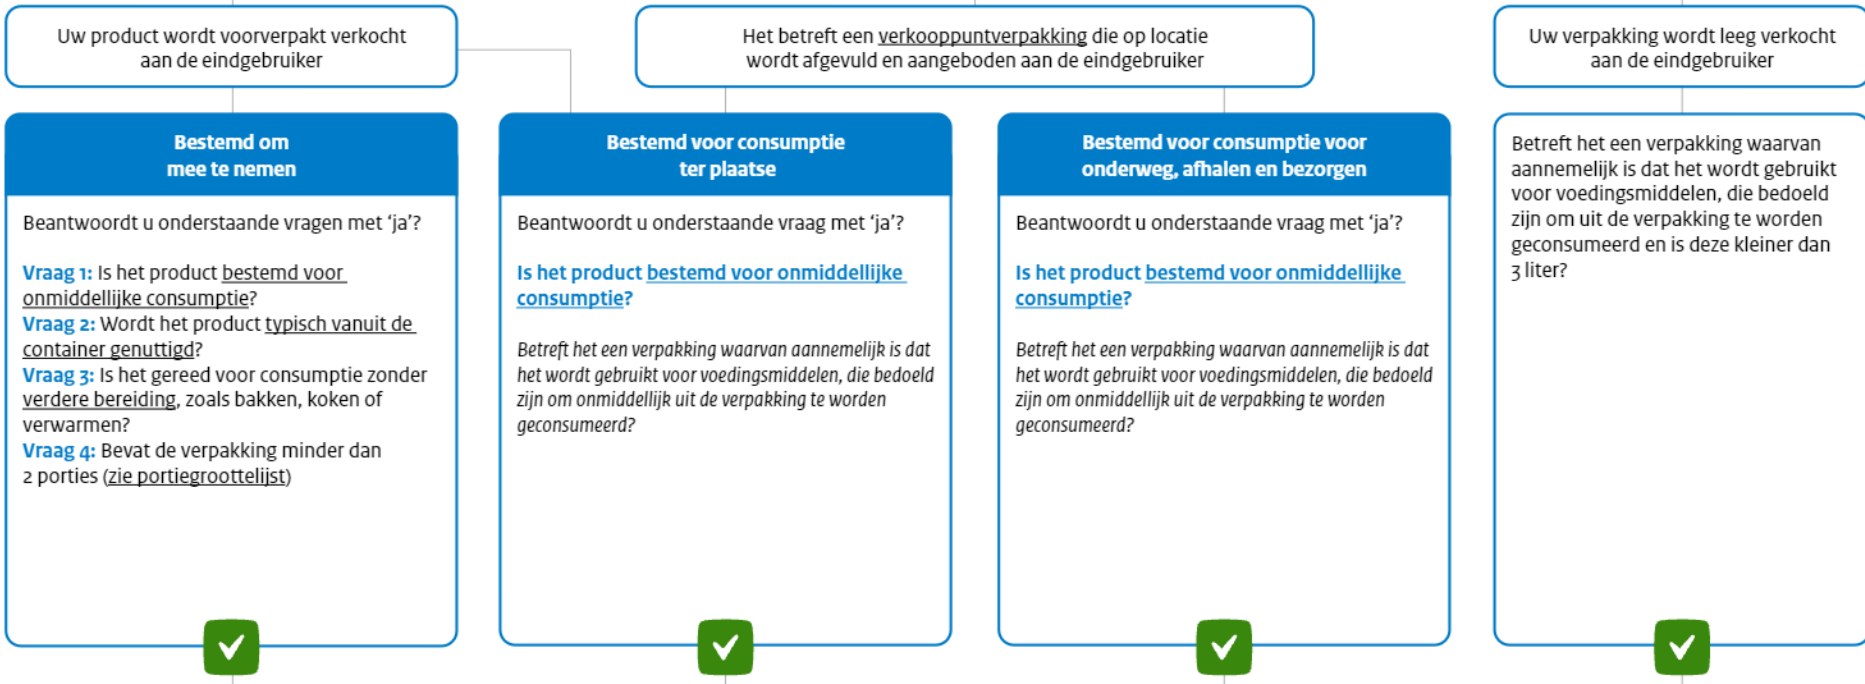 Uw product wordt voorverpakt verkocht
aan de eindgebruiker
Het betreft een verkooppuntverpakking die op locatie
wordt afgevuld en aangeboden aan de eindgebruiker
Uw verpakking wordt leeg verkocht
aan de eindgebruiker
Bestemd om
mee te nemen
Beantwoordt u onderstaande vragen met ‘ja’?
Vraag 1: Is het product bestemd voor
onmiddellijke consumptie?
Vraag 2: Wordt het product typisch vanuit de
container genuttigd?
Vraag 3: Is het gereed voor consumptie zonder
verdere bereiding, zoals bakken, koken of
verwarmen?
Vraag 4: Bevat de verpakking minder dan
2 porties (zie portiegroottelijst)
Bestemd voor consumptie
ter plaatse
Beantwoordt u onderstaande vraag met ‘ja’?
Is het product bestemd voor onmiddellijke
consumptie?
Betreft het een verpakking waarvan aannemelijk is dat
het wordt gebruikt voor voedingsmiddelen, die bedoeld
zijn om onmiddellijk uit de verpakking te worden
geconsumeerd?
Bestemd voor consumptie voor
onderweg, afhalen en bezorgen
Beantwoordt u onderstaande vraag met ‘ja’?
Is het product bestemd voor onmiddellijke
consumptie?
Betreft het een verpakking waarvan aannemelijk is dat
het wordt gebruikt voor voedingsmiddelen, die bedoeld
zijn om onmiddellijk uit de verpakking te worden
geconsumeerd?
Betreft het een verpakking waarvan
aannemelijk is dat het wordt gebruikt
voor voedingsmiddelen, die bedoeld
zijn om uit de verpakking te worden
geconsumeerd en is deze kleiner dan
3 liter?